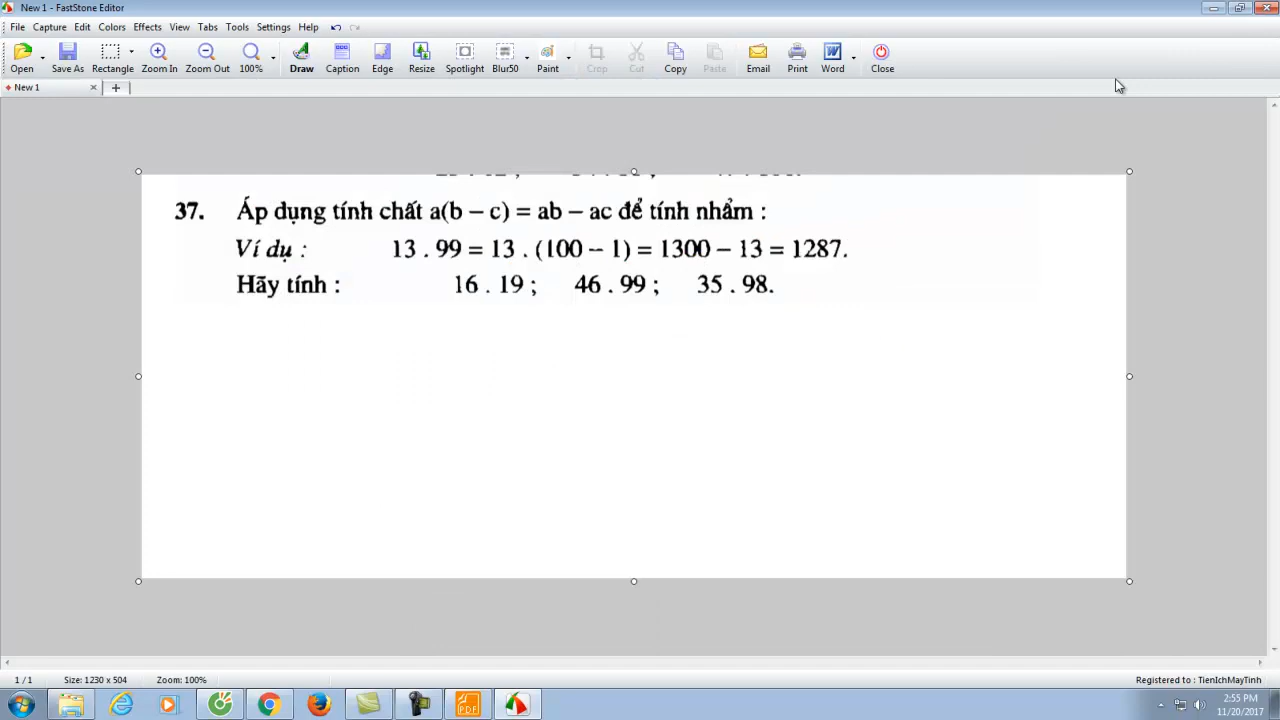 New 1 - FastStone Editor
File Capture Edit Colors Effects View Tabs Tools Settings Help
Open Save As Rectangle Zoom In Zoom Out 100% Draw Caption Edge Resize Spotlight Blur50 Paint Crop Cut Copy Paste Email Print Word Close
New 1
37. Áp dụng tính chất a(b – c) = ab – ac để tính nhẩm :
Ví dụ : 13 . 99 = 13 . (100 – 1) = 1300 – 13 = 1287.
Hãy tính : 16 . 19 ; 46 . 99 ; 35 . 98.
1 / 1 Size: 1230 x 504 Zoom: 100% Registered to : TienIchMayTinh
PDF
2:55 PM
11/20/2017